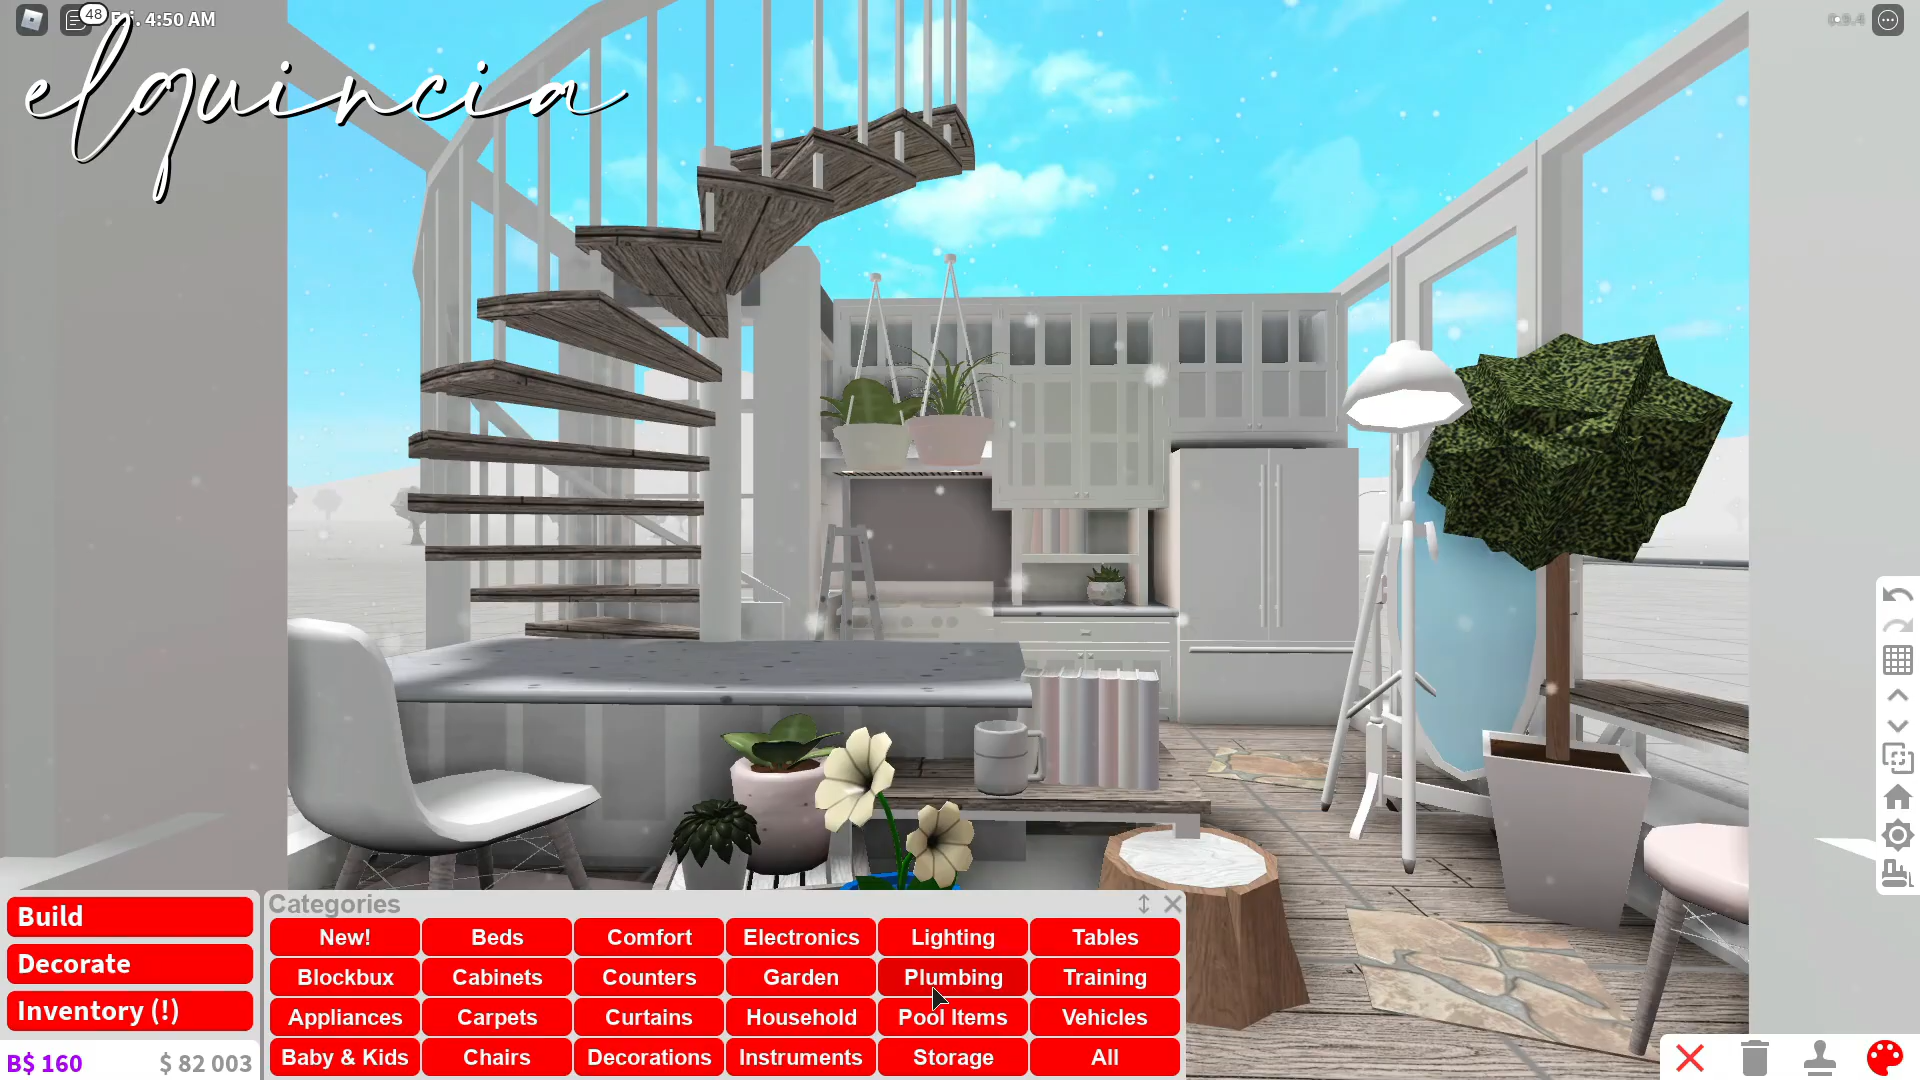 48
Fri. 4:50 AM
elquincia
Categories
Build
Decorate
Inventory (!)
B$ 160
$ 82 003
New!
Beds
Comfort
Electronics
Lighting
Tables
Blockbux
Cabinets
Counters
Garden
Plumbing
Training
Appliances
Carpets
Curtains
Household
Pool Items
Vehicles
Baby & Kids
Chairs
Decorations
Instruments
Storage
All